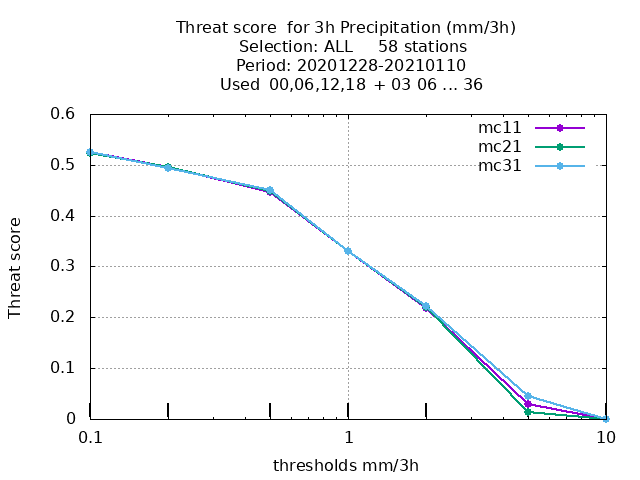 Threat score  for 3h Precipitation (mm/3h)
Selection: ALL     58 stations
Period: 20201228-20210110
Used  00,06,12,18  + 03 06 ... 36
mc11
mc21
mc31
0.6
0.5
0.4
0.3
0.2
0.1
0
Threat score
0.1
1
10
thresholds mm/3h